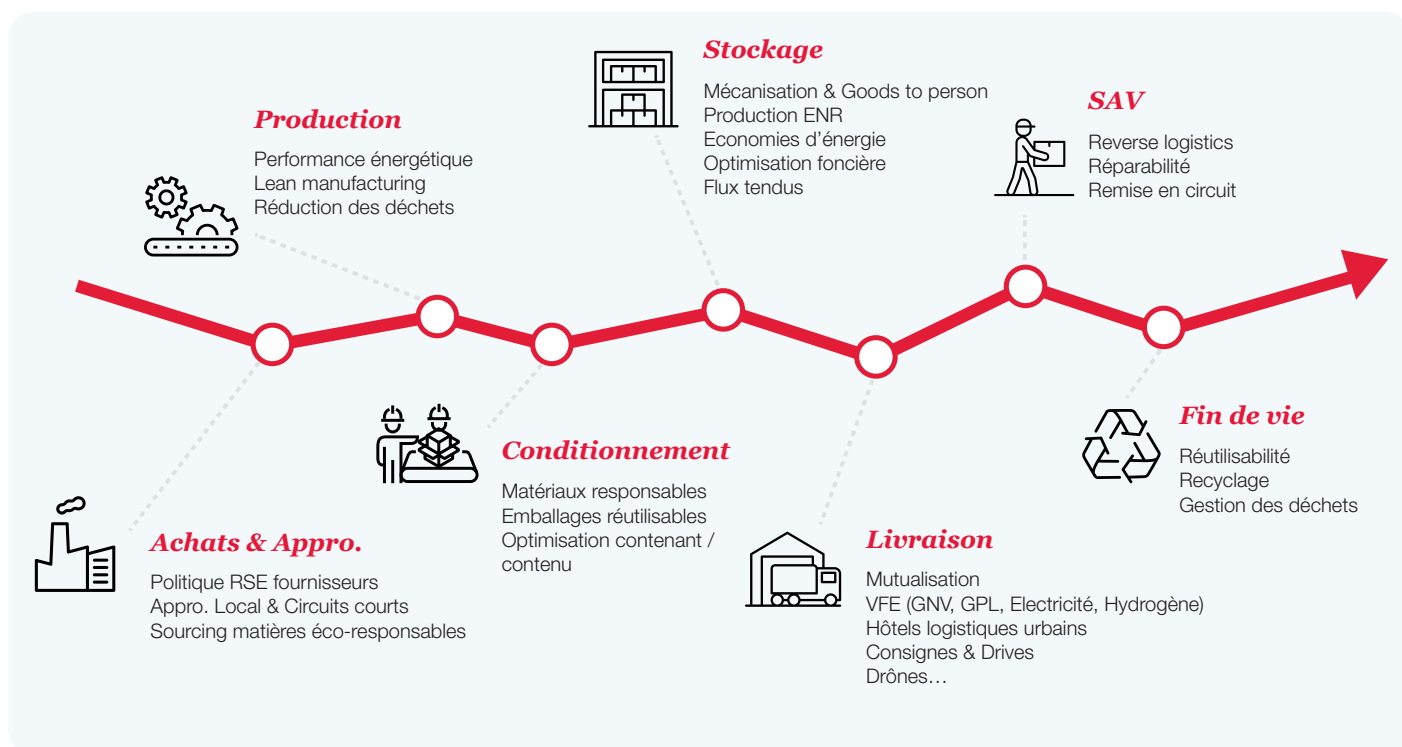 Achats & Appro.
Politique RSE fournisseurs
Appro. Local & Circuits courts
Sourcing matières éco-responsables
Production
Performance énergétique
Lean manufacturing
Réduction des déchets
Conditionnement
Matériaux responsables
Emballages réutilisables
Optimisation contenant /
contenu
Stockage
Mécanisation & Goods to person
Production ENR
Economies d’énergie
Optimisation foncière
Flux tendus
Livraison
Mutualisation
VFE (GNV, GPL, Electricité, Hydrogène)
Hôtels logistiques urbains
Consignes & Drives
Drônes…
SAV
Reverse logistics
Réparabilité
Remise en circuit
Fin de vie
Réutilisabilité
Recyclage
Gestion des déchets